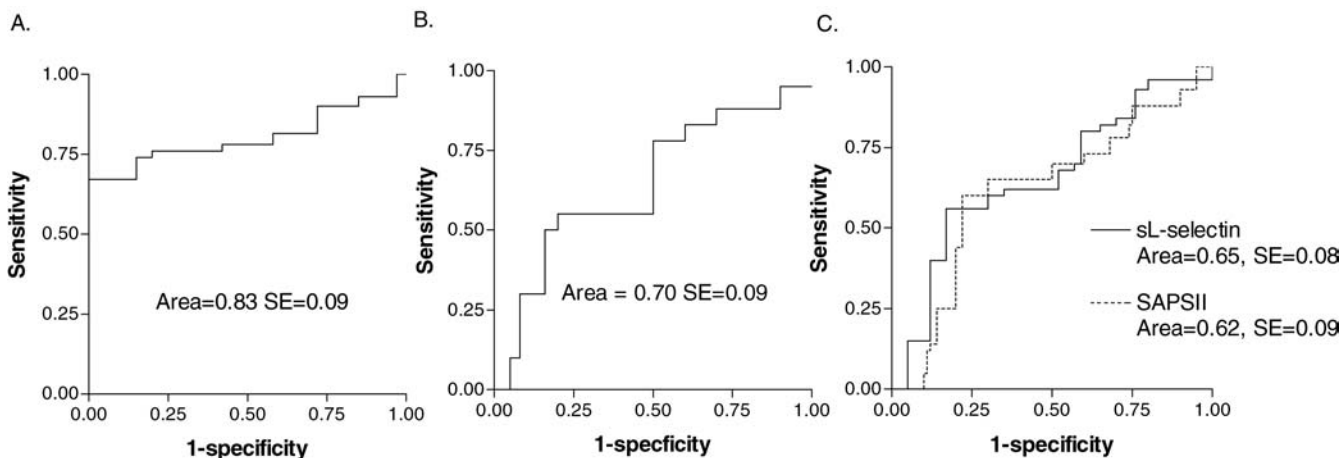 A.
1.00
0.75
0.50
0.25
0.00
Sensitivity
Area=0.83 SE=0.09
0.00 0.25 0.50 0.75 1.00
1-specificity
B.
1.00
0.75
0.50
0.25
0.00
Sensitivity
Area = 0.70 SE=0.09
0.00 0.25 0.50 0.75 1.00
1-specficity
C.
1.00
0.75
0.50
0.25
0.00
Sensitivity
sL-selectin
Area=0.65, SE=0.08
SAPSII
Area=0.62, SE=0.09
0.00 0.25 0.50 0.75 1.00
1-specificity